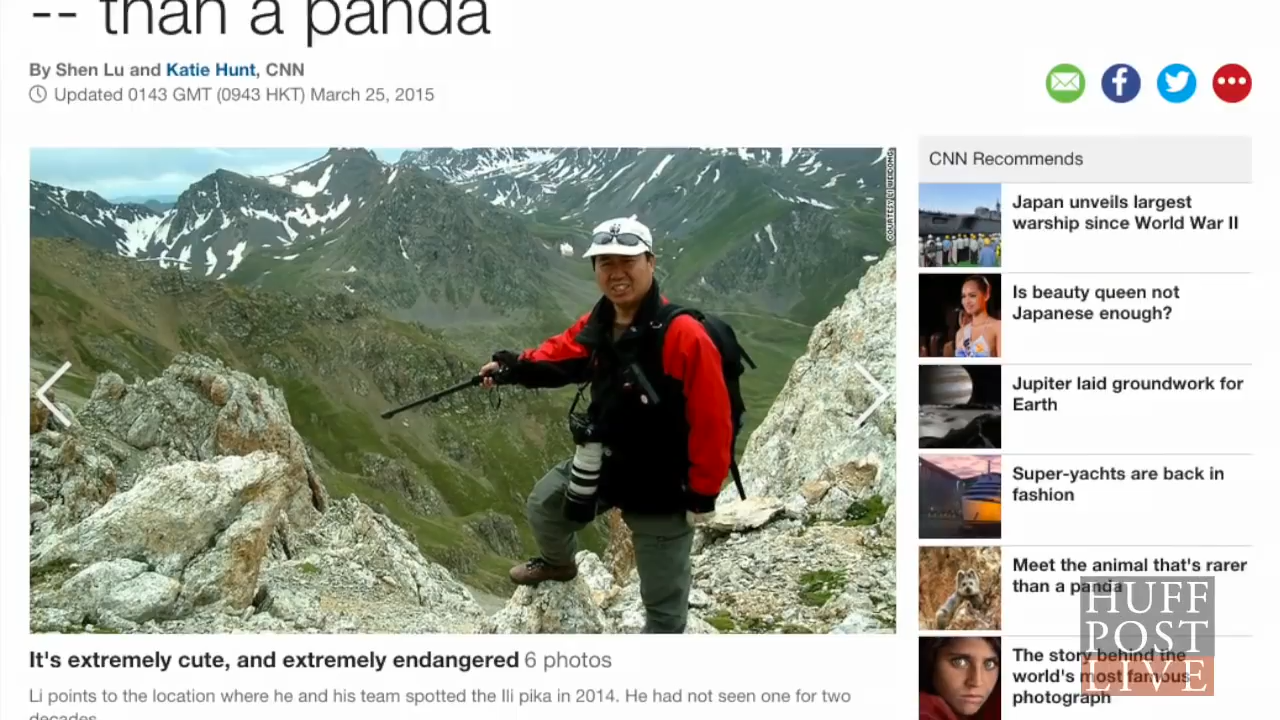 -- than a panda
By Shen Lu and Katie Hunt, CNN
Updated 0143 GMT (0943 HKT) March 25, 2015
COURTESY LI WEIDONG
CNN Recommends
Japan unveils largest
warship since World War II
Is beauty queen not
Japanese enough?
Jupiter laid groundwork for
Earth
Super-yachts are back in
fashion
Meet the animal that's rarer
than a panda
The story behind the
world's most famous
photograph
HUFF
POST
LIVE
It's extremely cute, and extremely endangered 6 photos
Li points to the location where he and his team spotted the Ili pika in 2014. He had not seen one for two
decades.